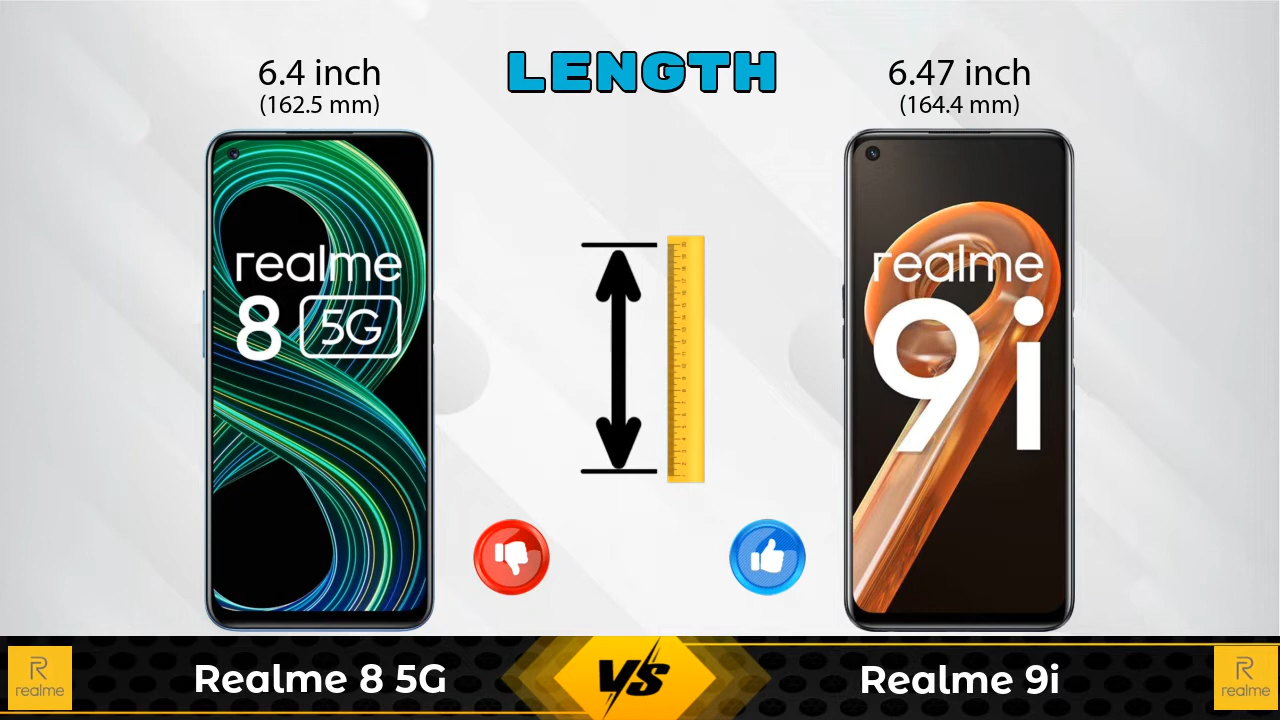 LENGTH
6.4 inch
(162.5 mm)
6.47 inch
(164.4 mm)
realme
8 5G
realme
9i
R
realme
Realme 8 5G
VS
Realme 9i
R
realme